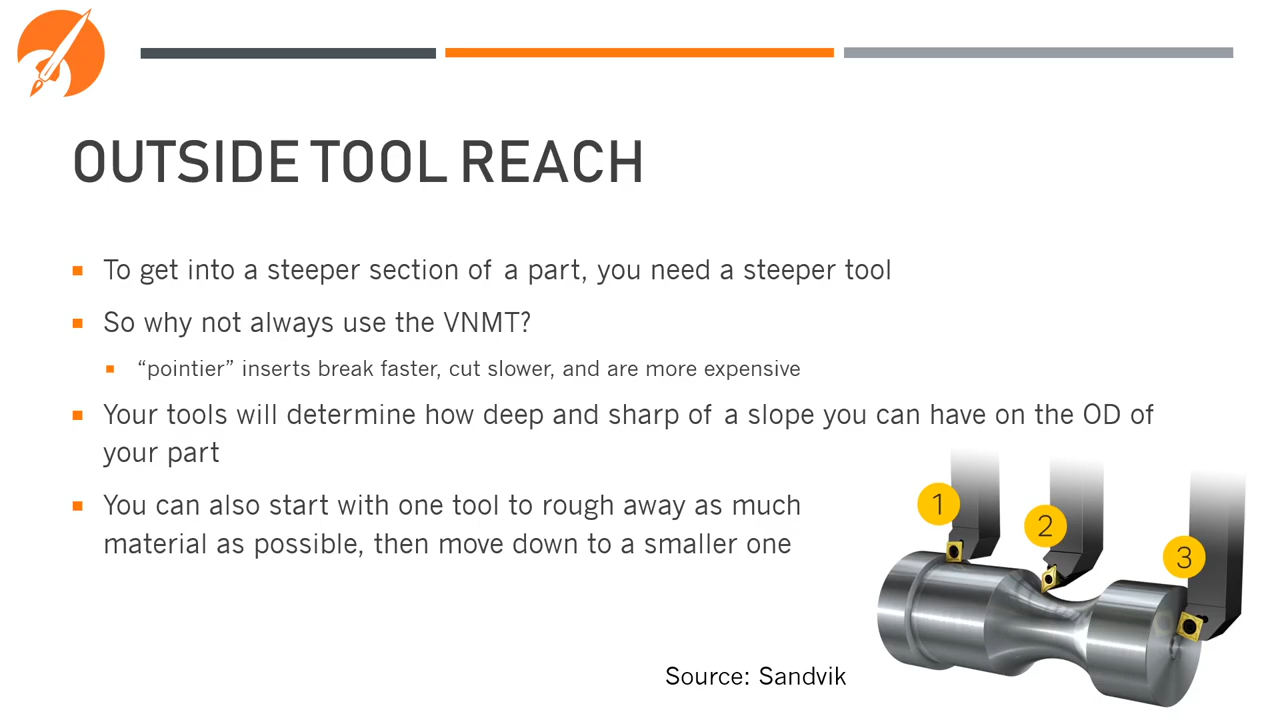 OUTSIDE TOOL REACH
To get into a steeper section of a part, you need a steeper tool
So why not always use the VNMT?
“pointier” inserts break faster, cut slower, and are more expensive
Your tools will determine how deep and sharp of a slope you can have on the OD of
your part
You can also start with one tool to rough away as much
material as possible, then move down to a smaller one
1
2
3
Source: Sandvik